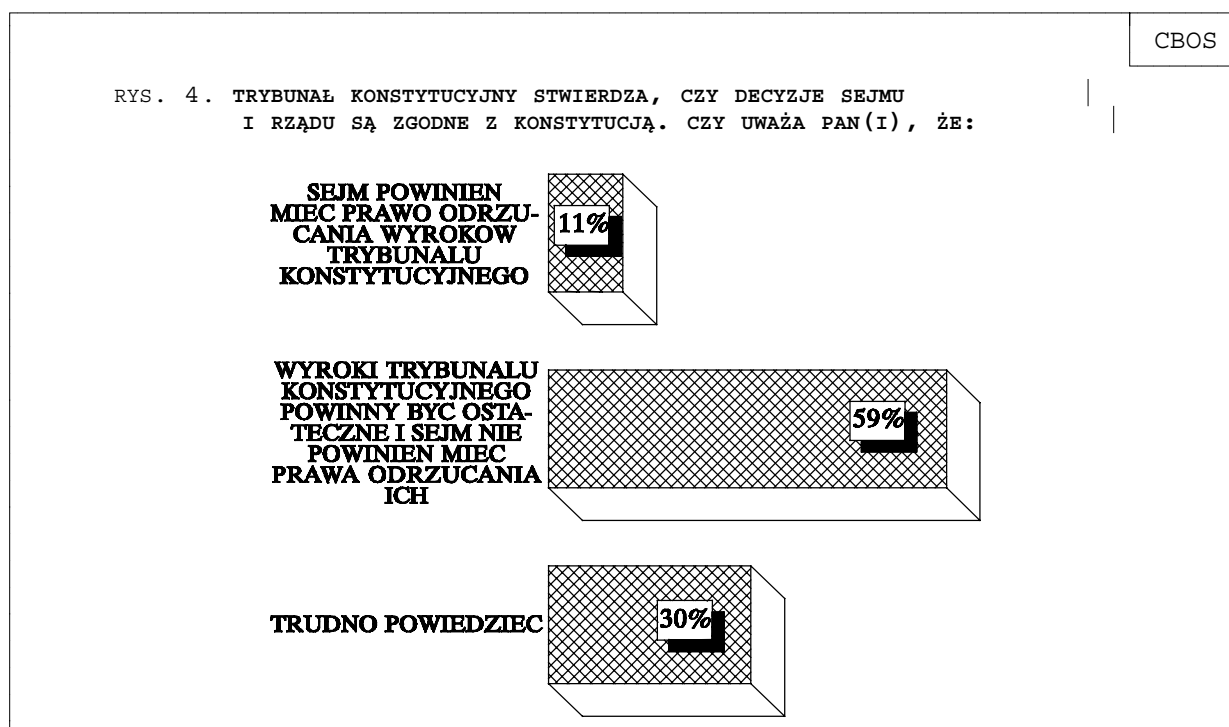 CBOS
RYS. 4. TRYBUNAŁ KONSTYTUCYJNY STWIERDZA, CZY DECYZJE SEJMU
I RZĄDU SĄ ZGODNE Z KONSTYTUCJĄ. CZY UWAŻA PAN(I), ŻE:
SEJM POWINIEN
MIEC PRAWO ODRZU-
CANIA WYROKOW
TRYBUNALU
KONSTYTUCYJNEGO
11%
WYROKI TRYBUNALU
KONSTYTUCYJNEGO
POWINNY BYC OSTA-
TECZNE I SEJM NIE
POWINIEN MIEC
PRAWA ODRZUCANIA
ICH
59%
TRUDNO POWIEDZIEC
30%